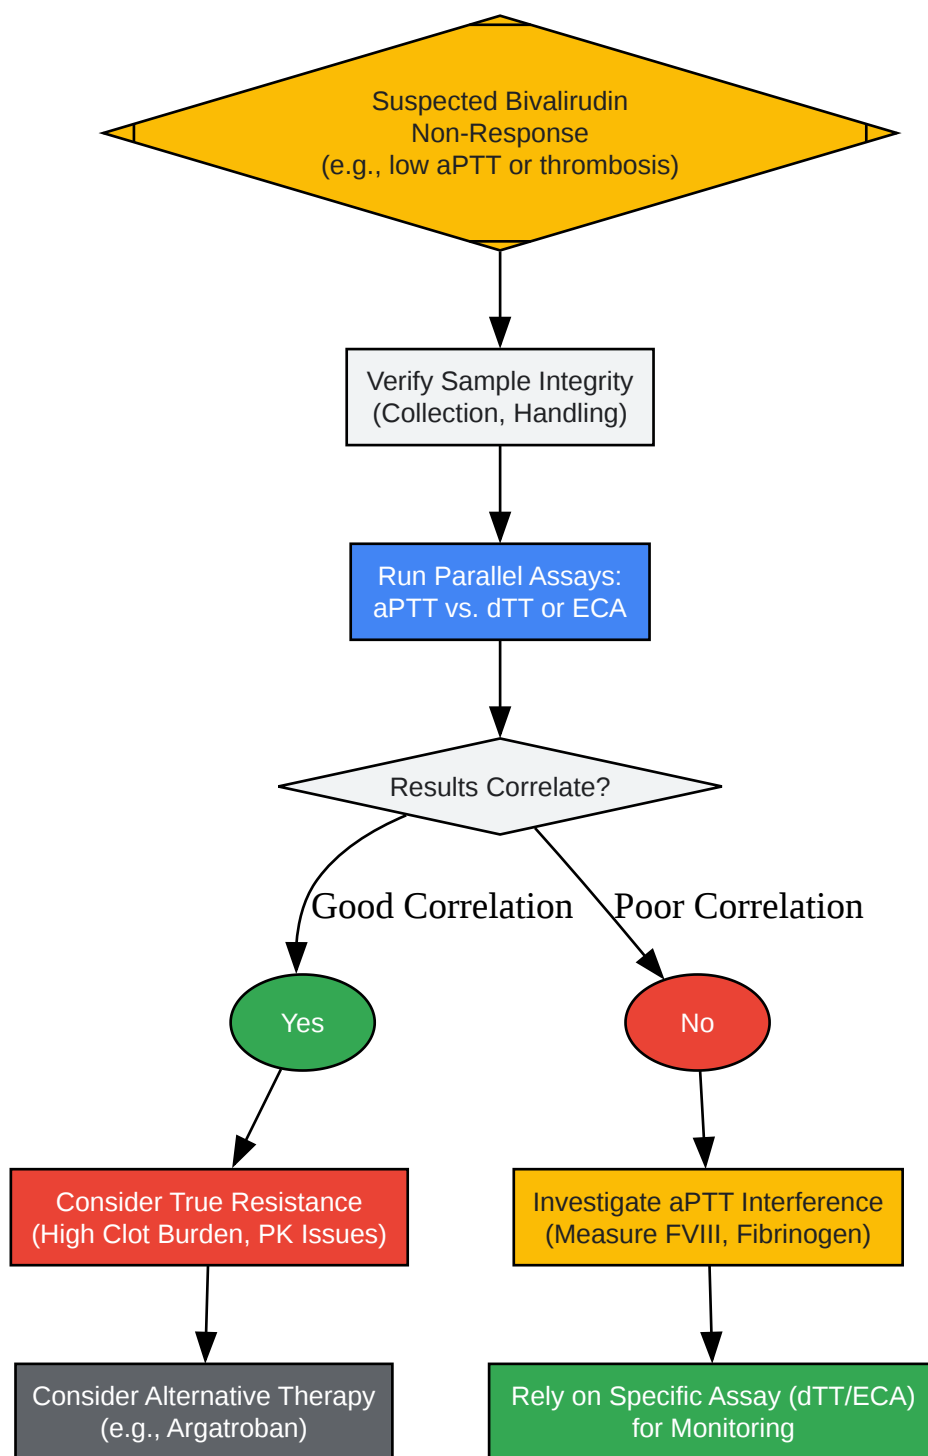 Suspected Bivalirudin
Non-Response
(e.g., low aPTT or thrombosis)
Verify Sample Integrity
(Collection, Handling)
Run Parallel Assays:
aPTT vs. dTT or ECA
Results Correlate?
Good Correlation
Poor Correlation
Yes
No
Consider True Resistance
(High Clot Burden, PK Issues)
Investigate aPTT Interference
(Measure FVIII, Fibrinogen)
Consider Alternative Therapy
(e.g., Argatroban)
Rely on Specific Assay (dTT/ECA)
for Monitoring